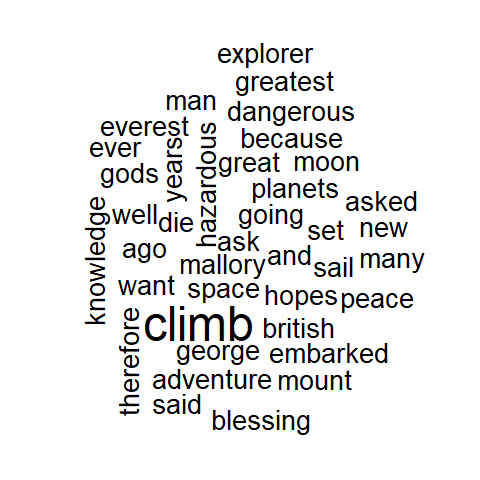 explorer
greatest
man
dangerous
everest
because
ever
years
hazardous
great
moon
gods
planets
asked
knowledge
well
die
going
set
new
ago
ask
mallory
and
sail
many
want
space
hopes
peace
climb
british
therefore
george
embarked
adventure
mount
said
blessing